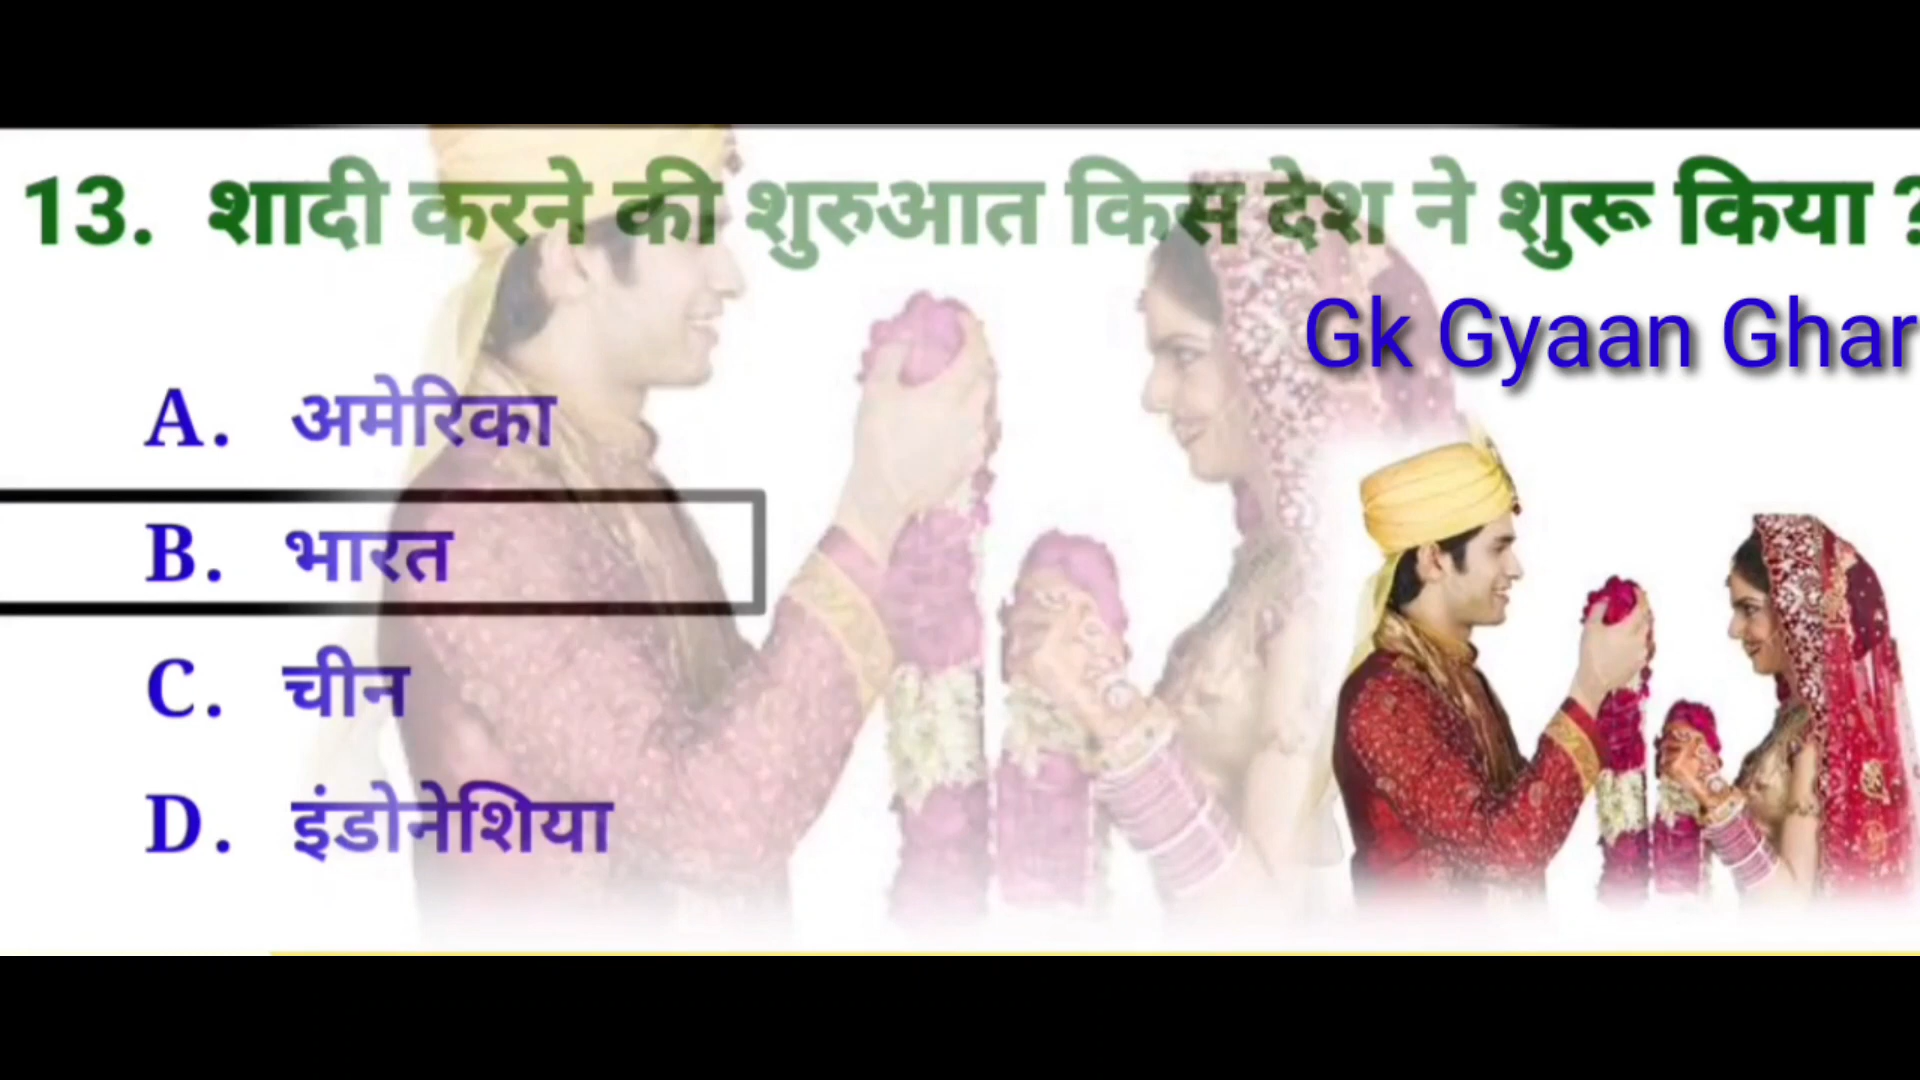 13. शादी करने की शुरुआत किस देश ने शुरू किया ?
Gk Gyaan Ghar
A. अमेरिका
B. भारत
C. चीन
D. इंडोनेशिया